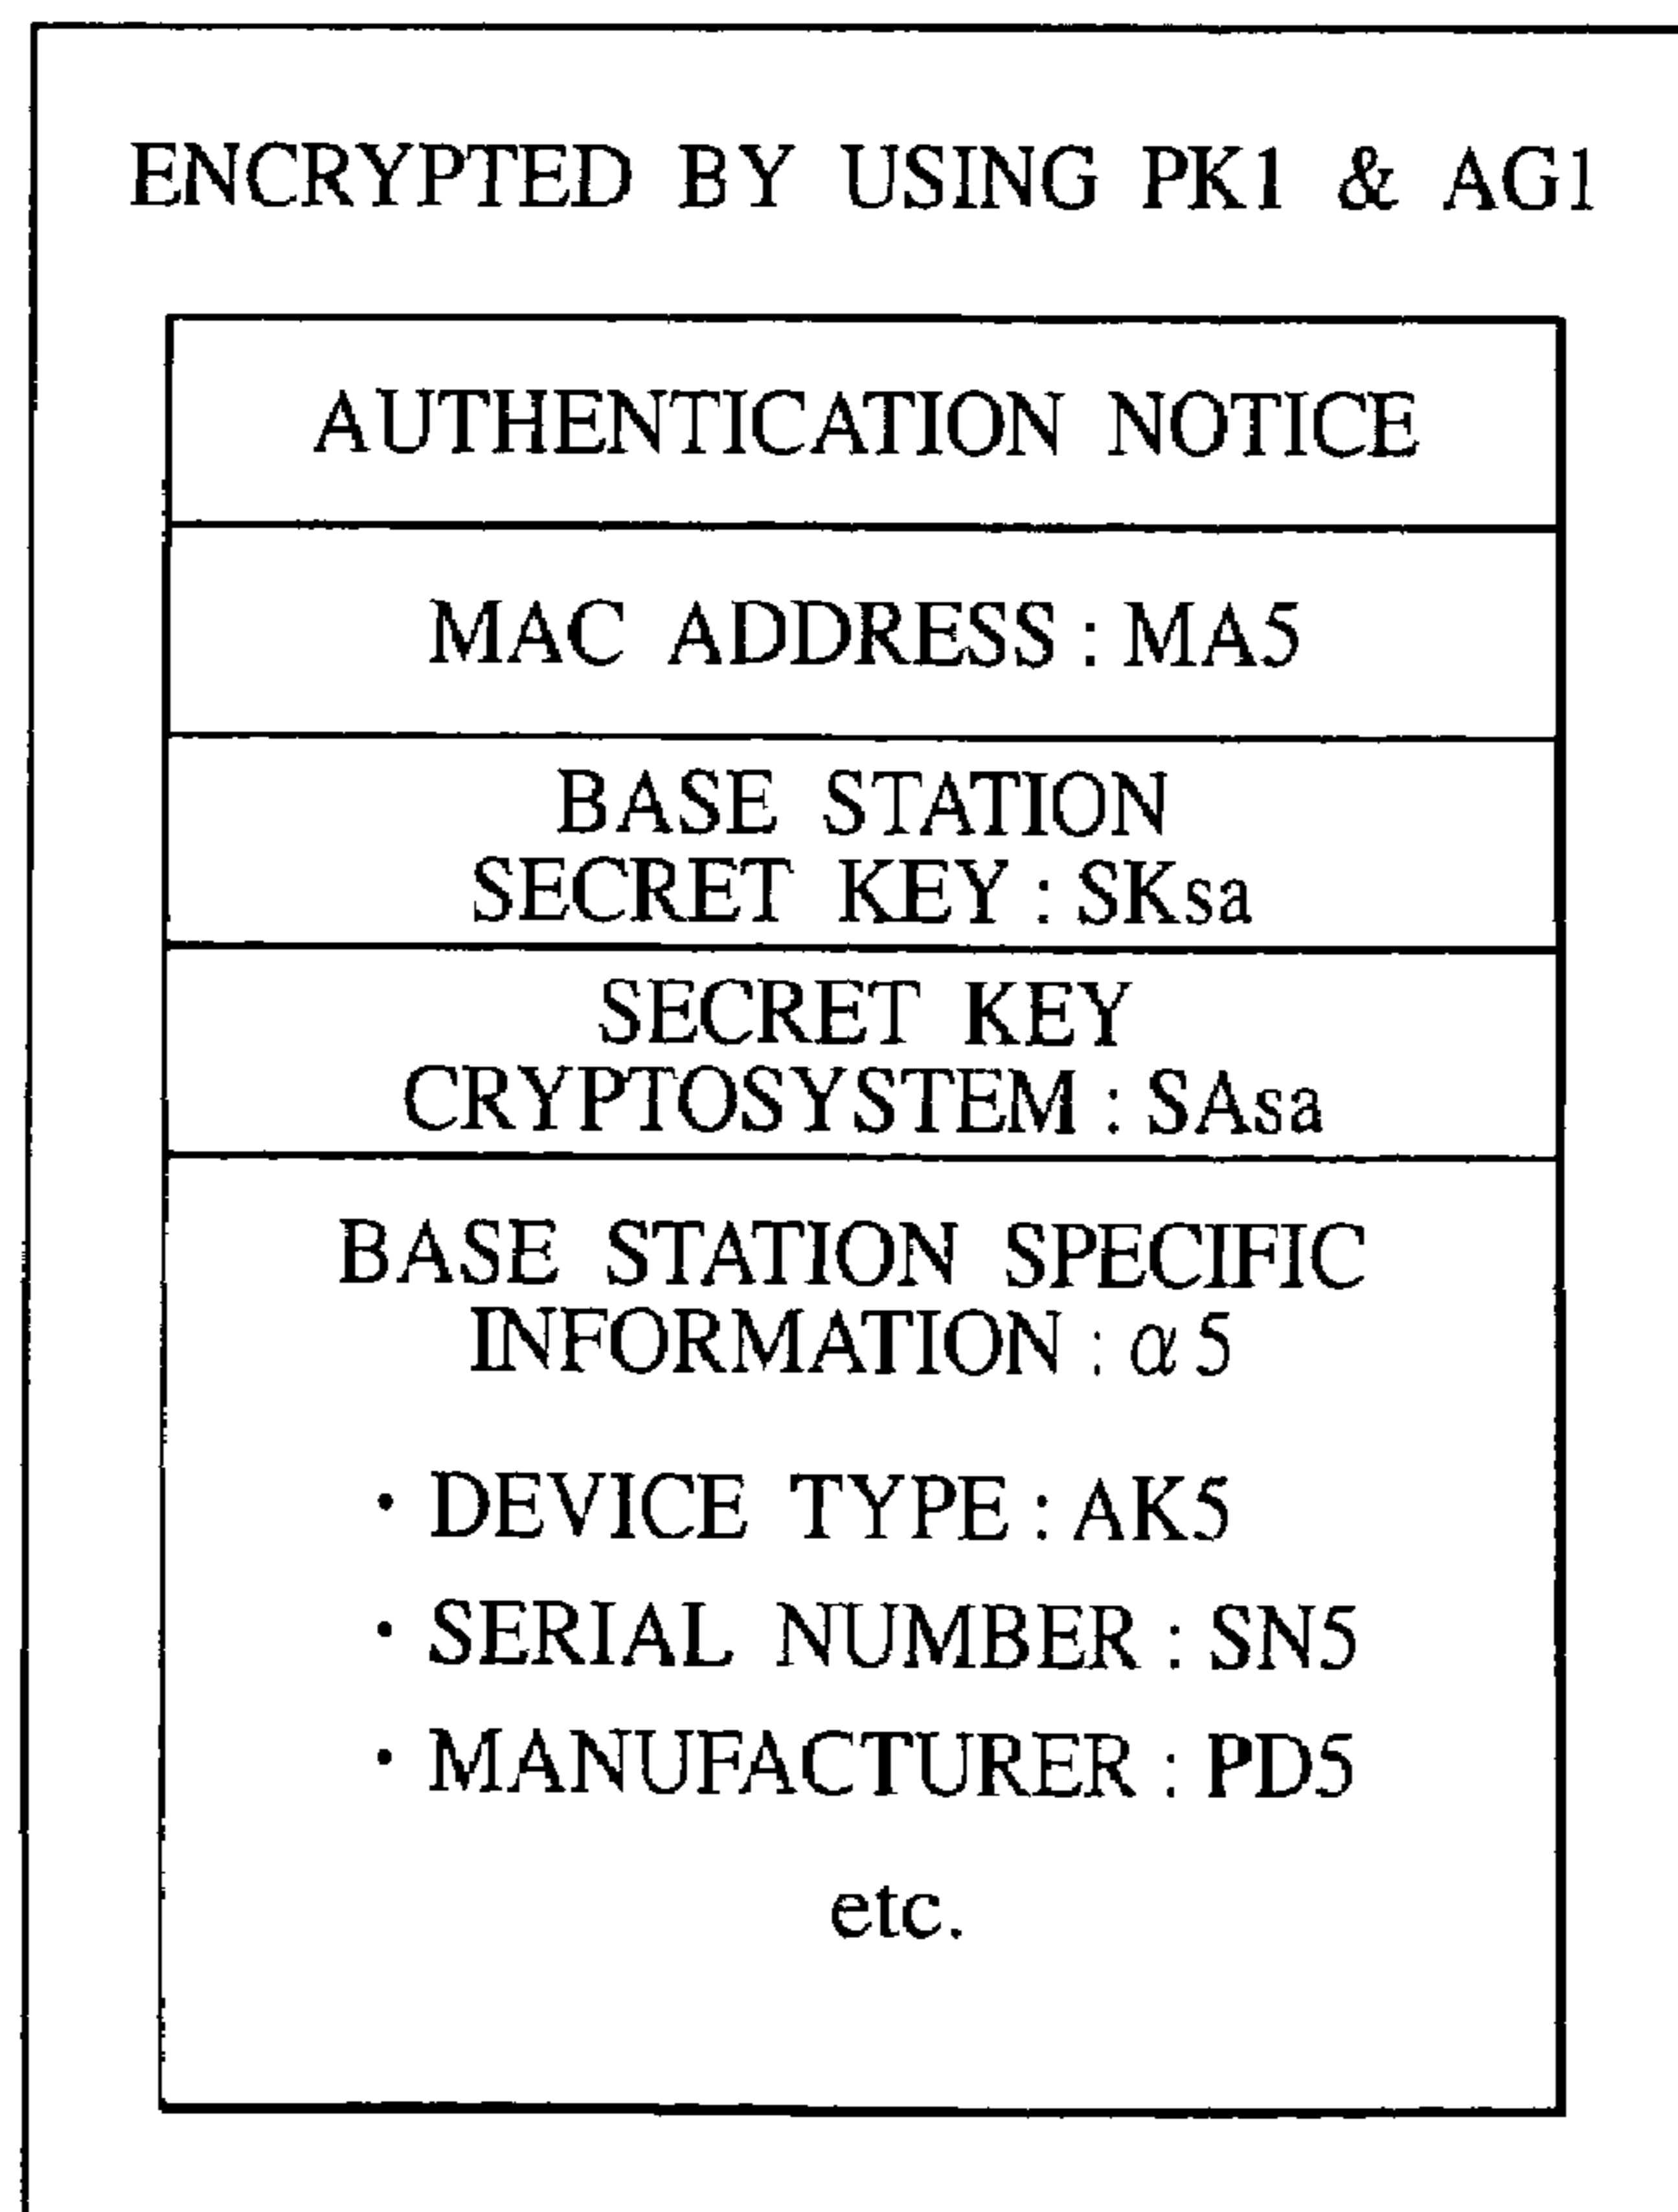 ENCRYPTED BY USING PK1 & AG1
AUTHENTICATION NOTICE
MAC ADDRESS : MA5
BASE STATION
SECRET KEY : SKsa
SECRET KEY
CRYPTOSYSTEM : SAsa
BASE STATION SPECIFIC
INFORMATION : α5
・DEVICE TYPE : AK5
・SERIAL NUMBER : SN5
・MANUFACTURER : PD5
etc.